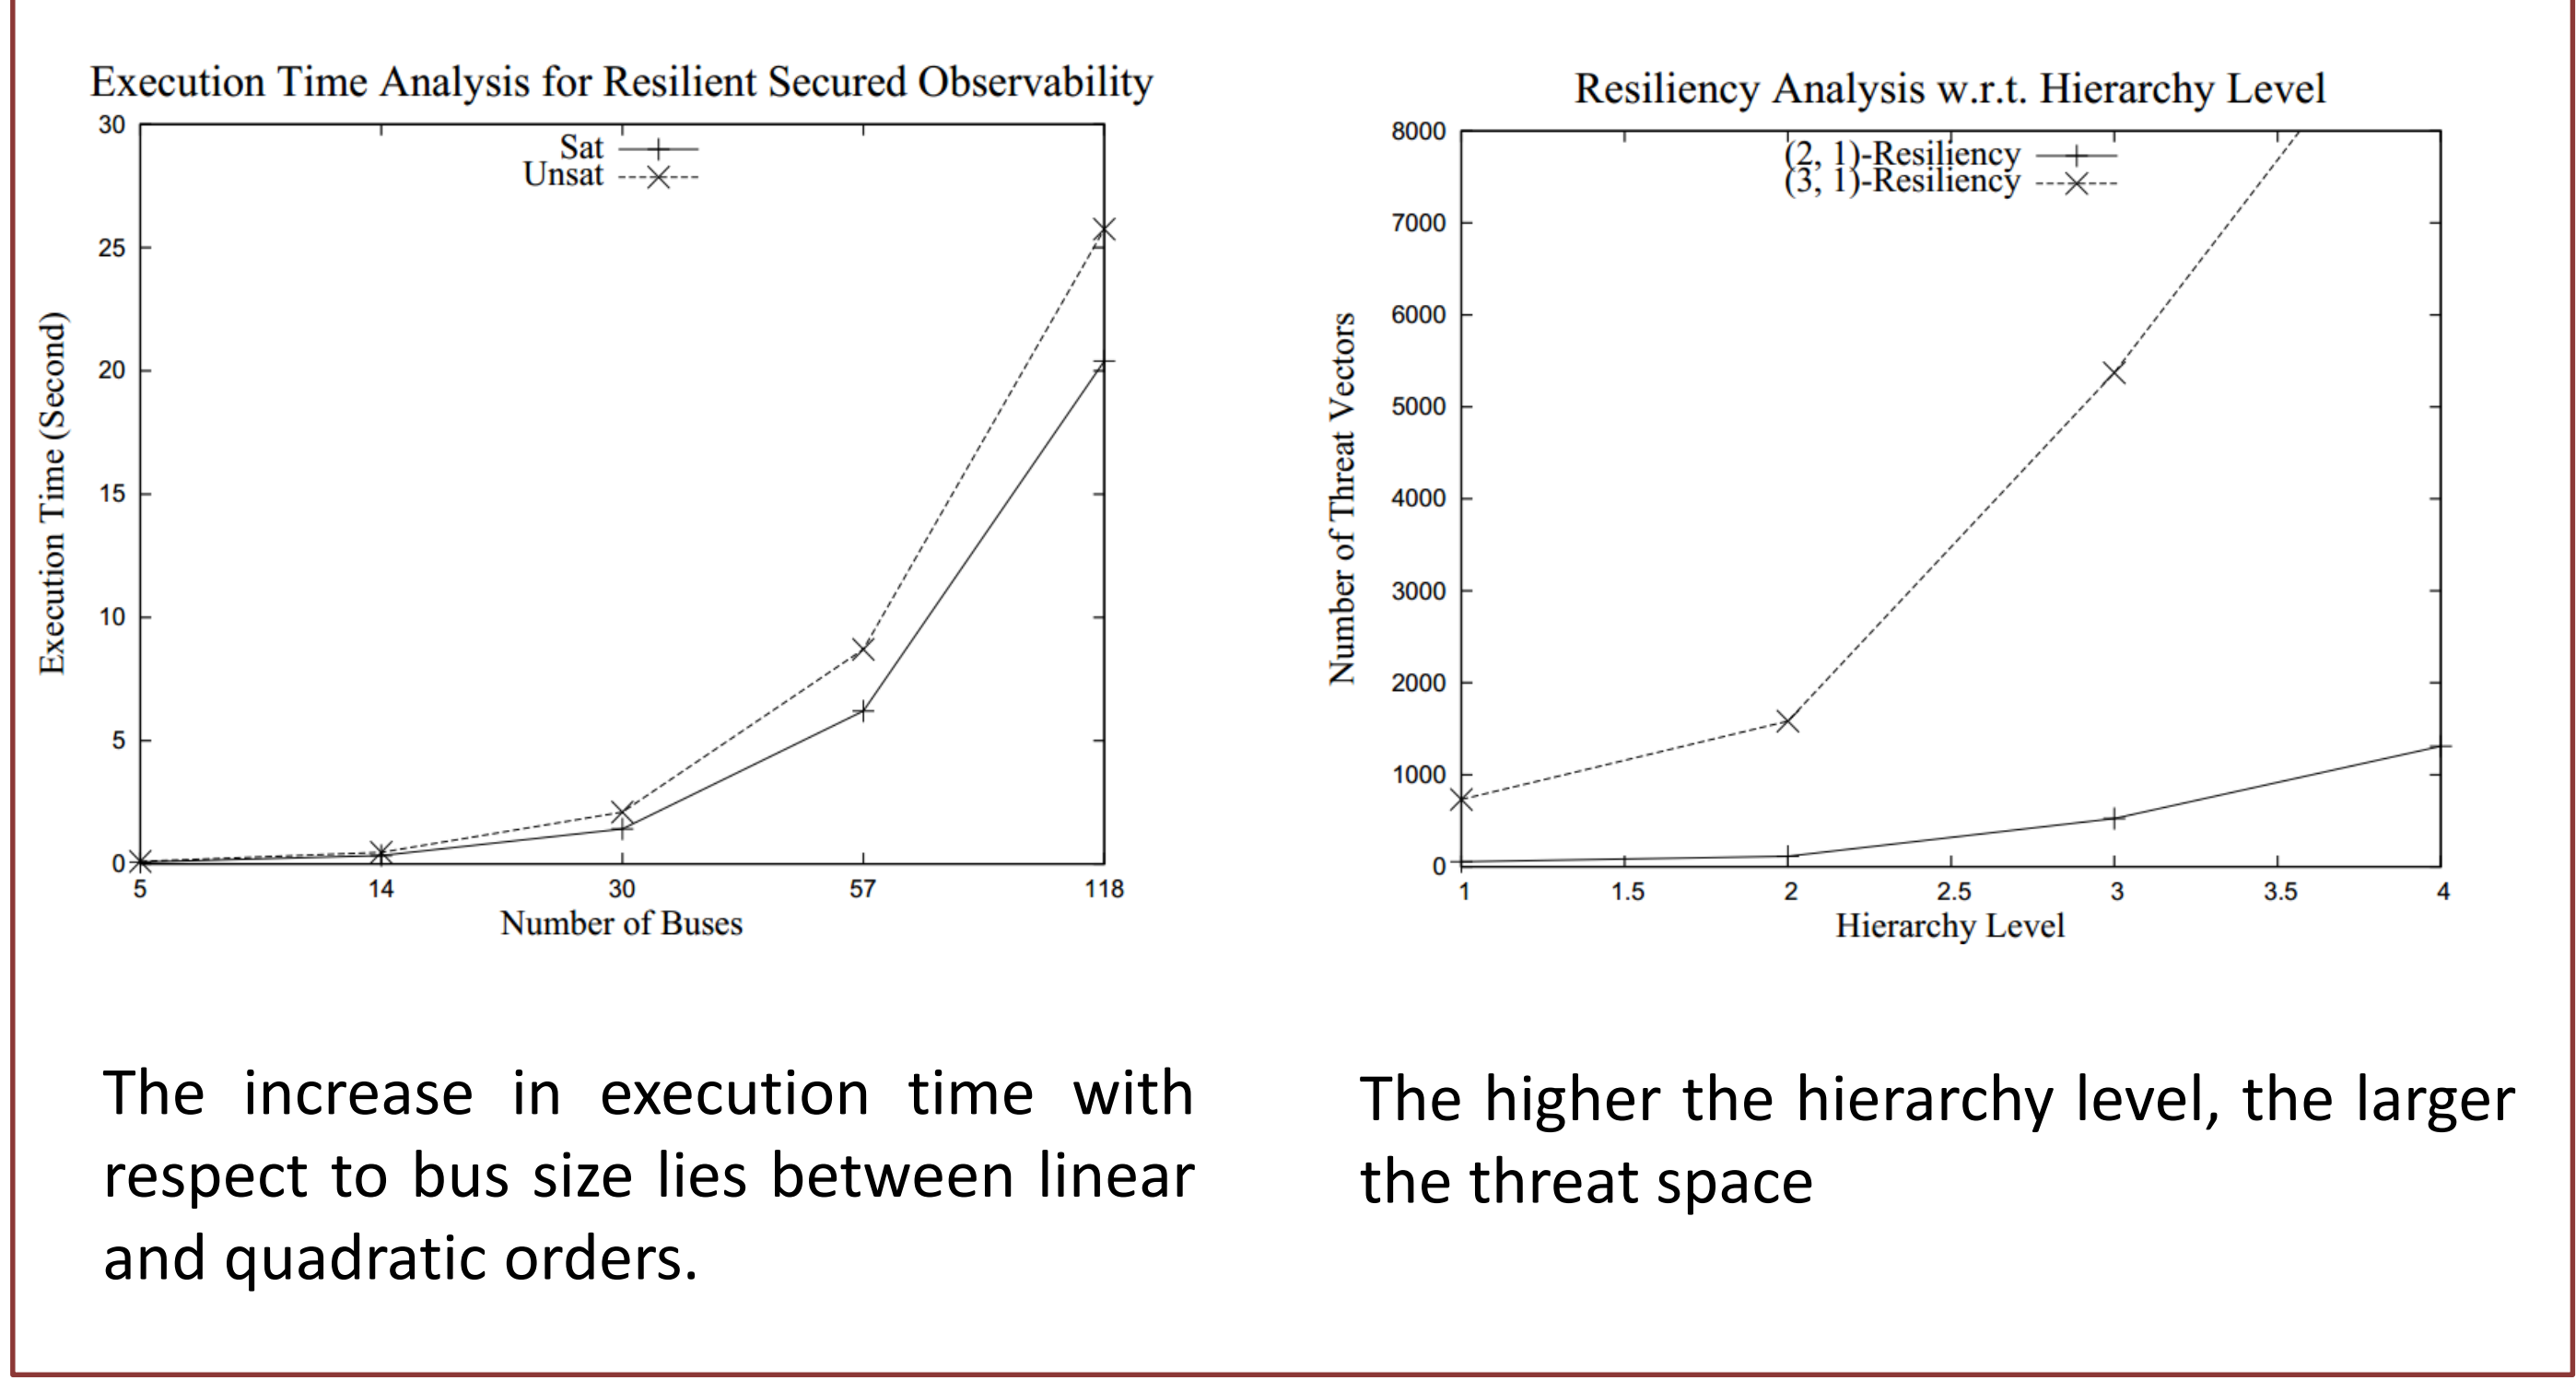 Execution Time Analysis for Resilient Secured Observability
30
25
20
15
10
5
0
Execution Time (Second)
Sat
Unsat
5 14 30 57 118
Number of Buses
Resiliency Analysis w.r.t. Hierarchy Level
8000
7000
6000
5000
4000
3000
2000
1000
0
Number of Threat Vectors
(2, 1)-Resiliency
(3, 1)-Resiliency
1 1.5 2 2.5 3 3.5 4
Hierarchy Level
The increase in execution time with
respect to bus size lies between linear
and quadratic orders.
The higher the hierarchy level, the larger
the threat space